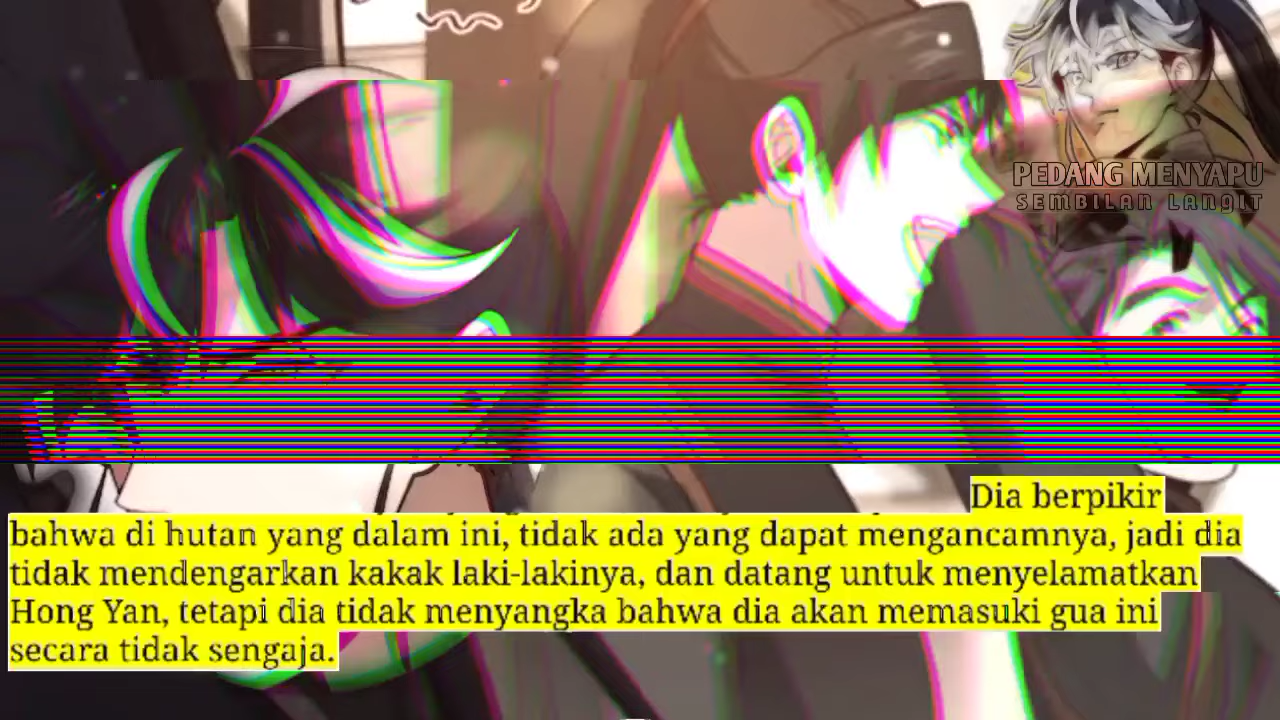 PEDANG MENYAPU
SEMBILAN LANGIT
Dia berpikir
bahwa di hutan yang dalam ini, tidak ada yang dapat mengancamnya, jadi dia
tidak mendengarkan kakak laki-lakinya, dan datang untuk menyelamatkan
Hong Yan, tetapi dia tidak menyangka bahwa dia akan memasuki gua ini
secara tidak sengaja.